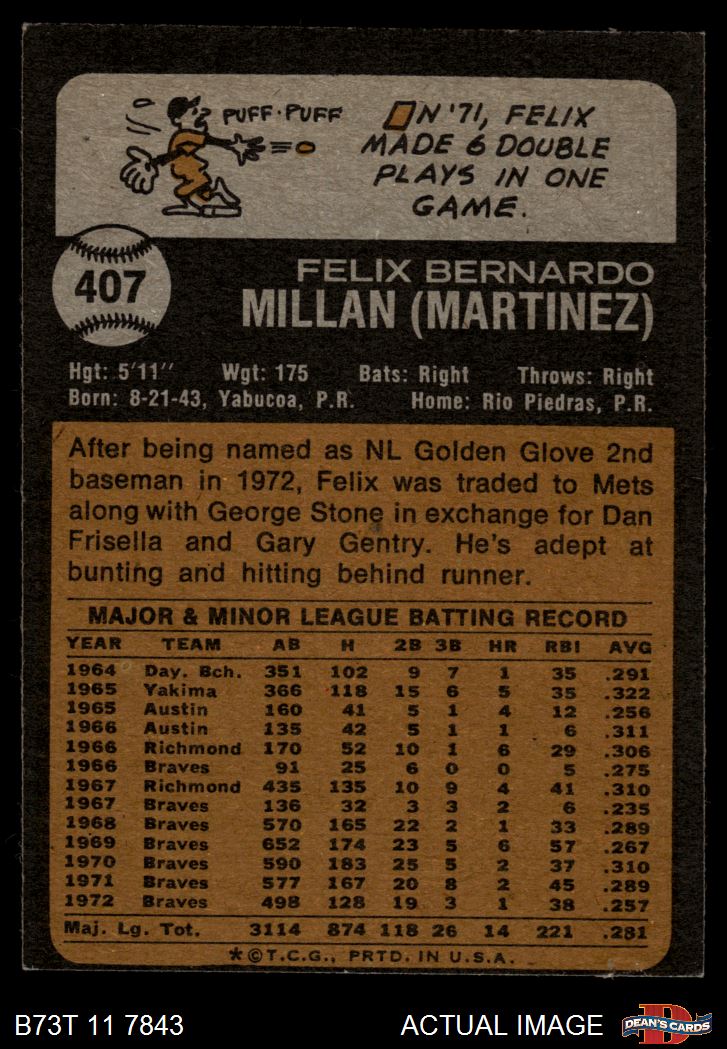 PUFF·PUFF
IN '71, FELIX
MADE 6 DOUBLE
PLAYS IN ONE
GAME.
407
FELIX BERNARDO
MILLAN (MARTINEZ)
Hgt: 5'11" Wgt: 175 Bats: Right Throws: Right
Born: 8-21-43, Yabucoa, P.R. Home: Rio Piedras, P.R.
After being named as NL Golden Glove 2nd
baseman in 1972, Felix was traded to Mets
along with George Stone in exchange for Dan
Frisella and Gary Gentry. He's adept at
bunting and hitting behind runner.
MAJOR & MINOR LEAGUE BATTING RECORD
YEAR TEAM AB H 2B 3B HR RBI AVG
1964 Day. Bch. 351 102 9 7 1 35 .291
1965 Yakima 366 118 15 6 5 35 .322
1965 Austin 160 41 5 1 4 12 .256
1966 Austin 135 42 5 1 1 6 .311
1966 Richmond 170 52 10 1 6 29 .306
1966 Braves 91 25 6 0 0 5 .275
1967 Richmond 435 135 10 9 4 41 .310
1967 Braves 136 32 3 3 2 6 .235
1968 Braves 570 165 22 2 1 33 .289
1969 Braves 652 174 23 5 6 57 .267
1970 Braves 590 183 25 5 2 37 .310
1971 Braves 577 167 20 8 2 45 .289
1972 Braves 498 128 19 3 1 38 .257
Maj. Lg. Tot. 3114 874 118 26 14 221 .281
*©T.C.G., PRTD. IN U.S.A.
B73T 11 7843 ACTUAL IMAGE
D
DEAN'S CARDS